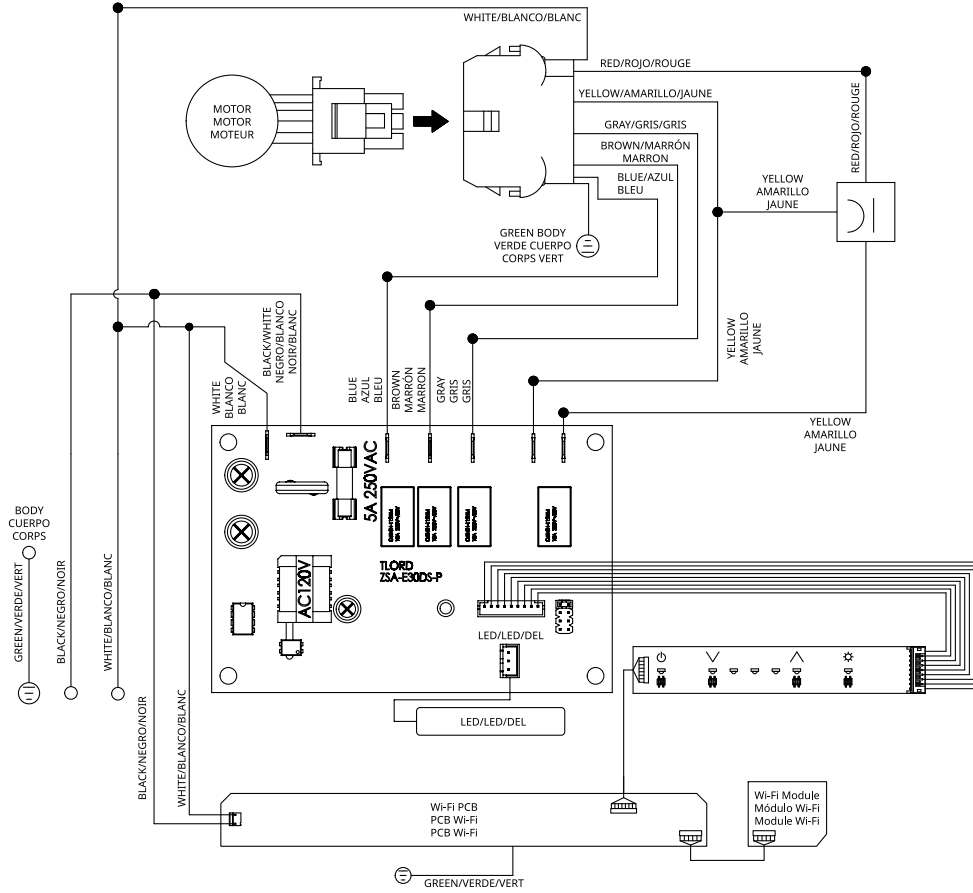 WHITE/BLANCO/BLANC
RED/ROJO/ROUGE
YELLOW/AMARILLO/JAUNE
MOTOR
MOTOR
MOTEUR
GRAY/GRIS/GRIS
BROWN/MARRÓN
MARRON
BLUE/AZUL
BLEU
RED/ROJO/ROUGE
YELLOW
AMARILLO
JAUNE
GREEN BODY
VERDE CUERPO
CORPS VERT
BLACK/WHITE
NEGRO/BLANCO
NOIR/BLANC
WHITE
BLANCO
BLANC
BLUE
AZUL
BLEU
BROWN
MARRÓN
MARRON
GRAY
GRIS
GRIS
YELLOW
AMARILLO
JAUNE
YELLOW
AMARILLO
JAUNE
5A 250VAC
BODY
CUERPO
CORPS
GREEN/VERDE/VERT
BLACK/NEGRO/NOIR
WHITE/BLANCO/BLANC
AC120V
TLORD
ZSA-E30DS-P
LED/LED/DEL
LED/LED/DEL
BLACK/NEGRO/NOIR
WHITE/BLANCO/BLANC
Wi-Fi PCB
PCB Wi-Fi
PCB Wi-Fi
Wi-Fi Module
Módulo Wi-Fi
Module Wi-Fi
GREEN/VERDE/VERT